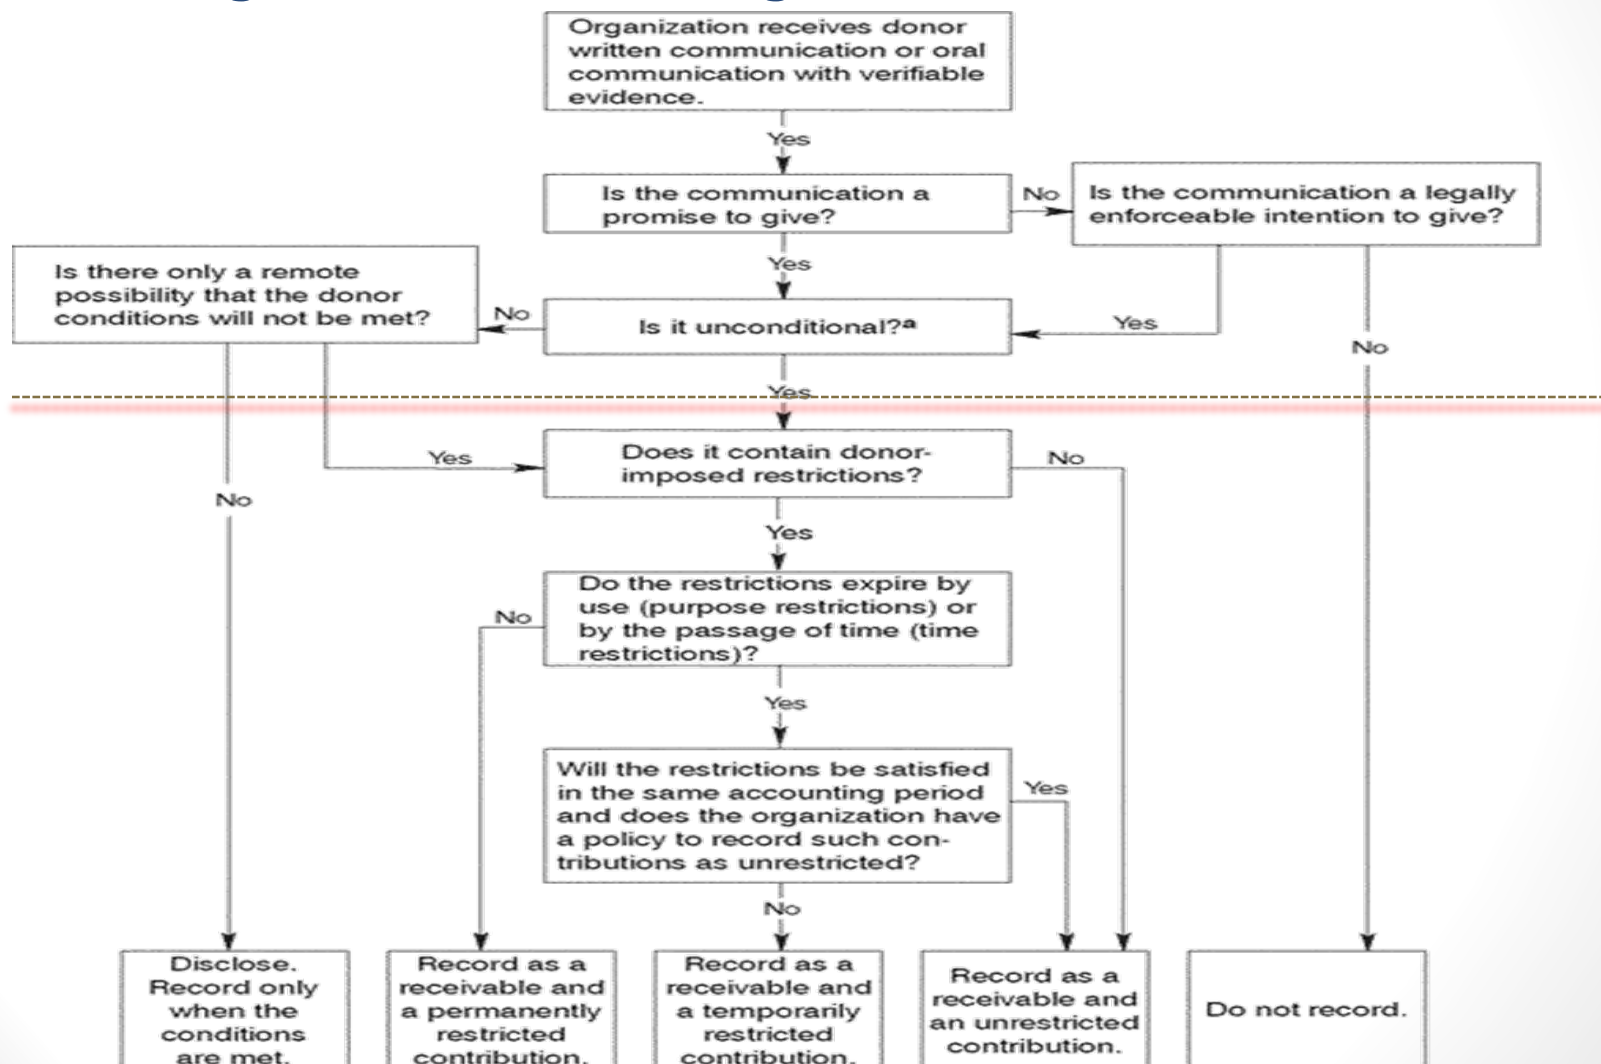 Organization receives donor
written communication or oral
communication with verifiable
evidence.
Yes
Is the communication a
promise to give?
No
Is the communication a legally
enforceable intention to give?
Yes
Is there only a remote
possibility that the donor
conditions will not be met?
No
Is it unconditional?a
Yes
No
Yes
Does it contain donor-
imposed restrictions?
Yes
No
No
Yes
Do the restrictions expire by
use (purpose restrictions) or
by the passage of time (time
restrictions)?
No
Yes
Will the restrictions be satisfied
in the same accounting period
and does the organization have
a policy to record such con-
tributions as unrestricted?
Yes
No
Disclose.
Record only
when the
conditions
are met.
Record as a
receivable and
a permanently
restricted
contribution.
Record as a
receivable and
a temporarily
restricted
contribution.
Record as a
receivable and
an unrestricted
contribution.
Do not record.